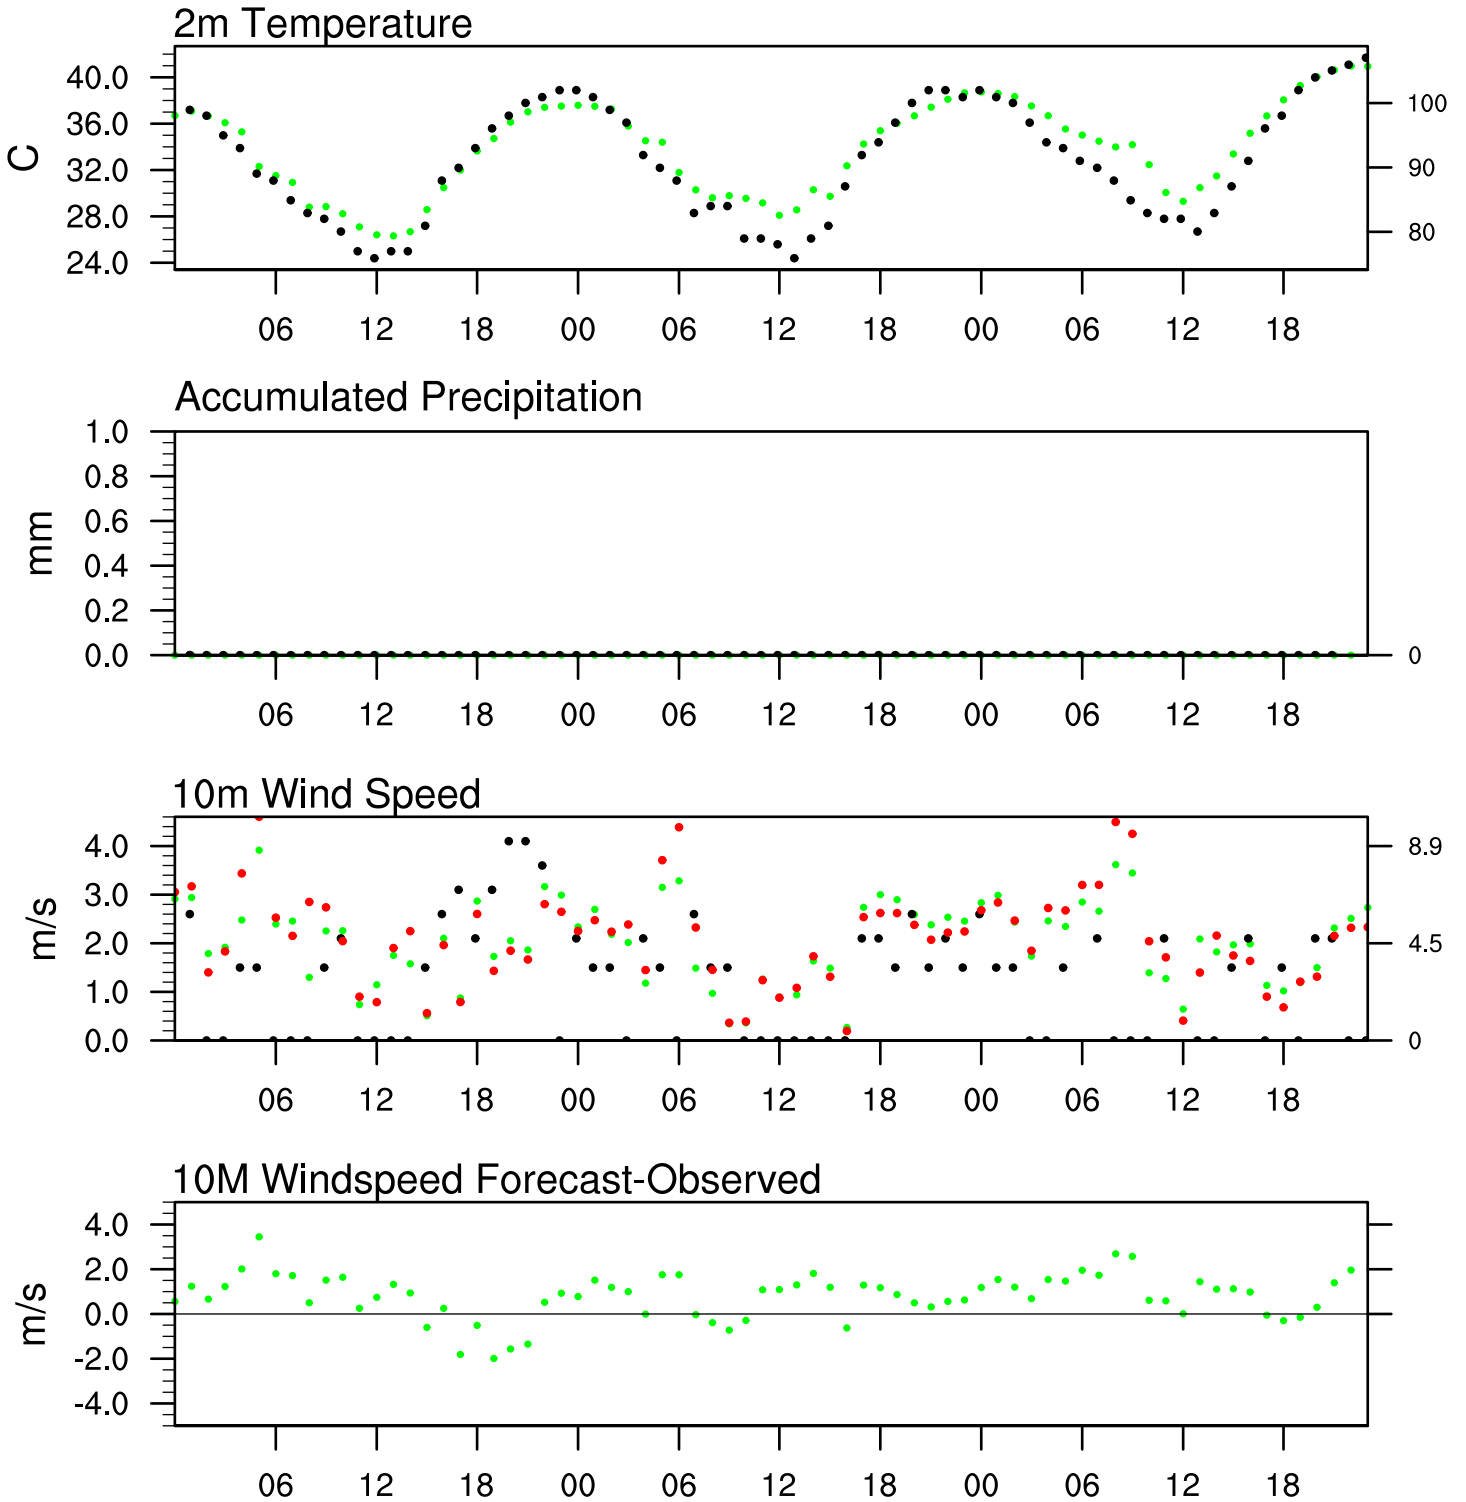 2m Temperature
40.0
36.0
32.0
28.0
24.0
C
100
90
80
06 12 18 00 06 12 18 00 06 12 18
Accumulated Precipitation
1.0
0.8
0.6
0.4
0.2
0.0
mm
0
06 12 18 00 06 12 18 00 06 12 18
10m Wind Speed
4.0
3.0
2.0
1.0
0.0
m/s
8.9
4.5
0
06 12 18 00 06 12 18 00 06 12 18
10M Windspeed Forecast-Observed
4.0
2.0
0.0
-2.0
-4.0
m/s
06 12 18 00 06 12 18 00 06 12 18